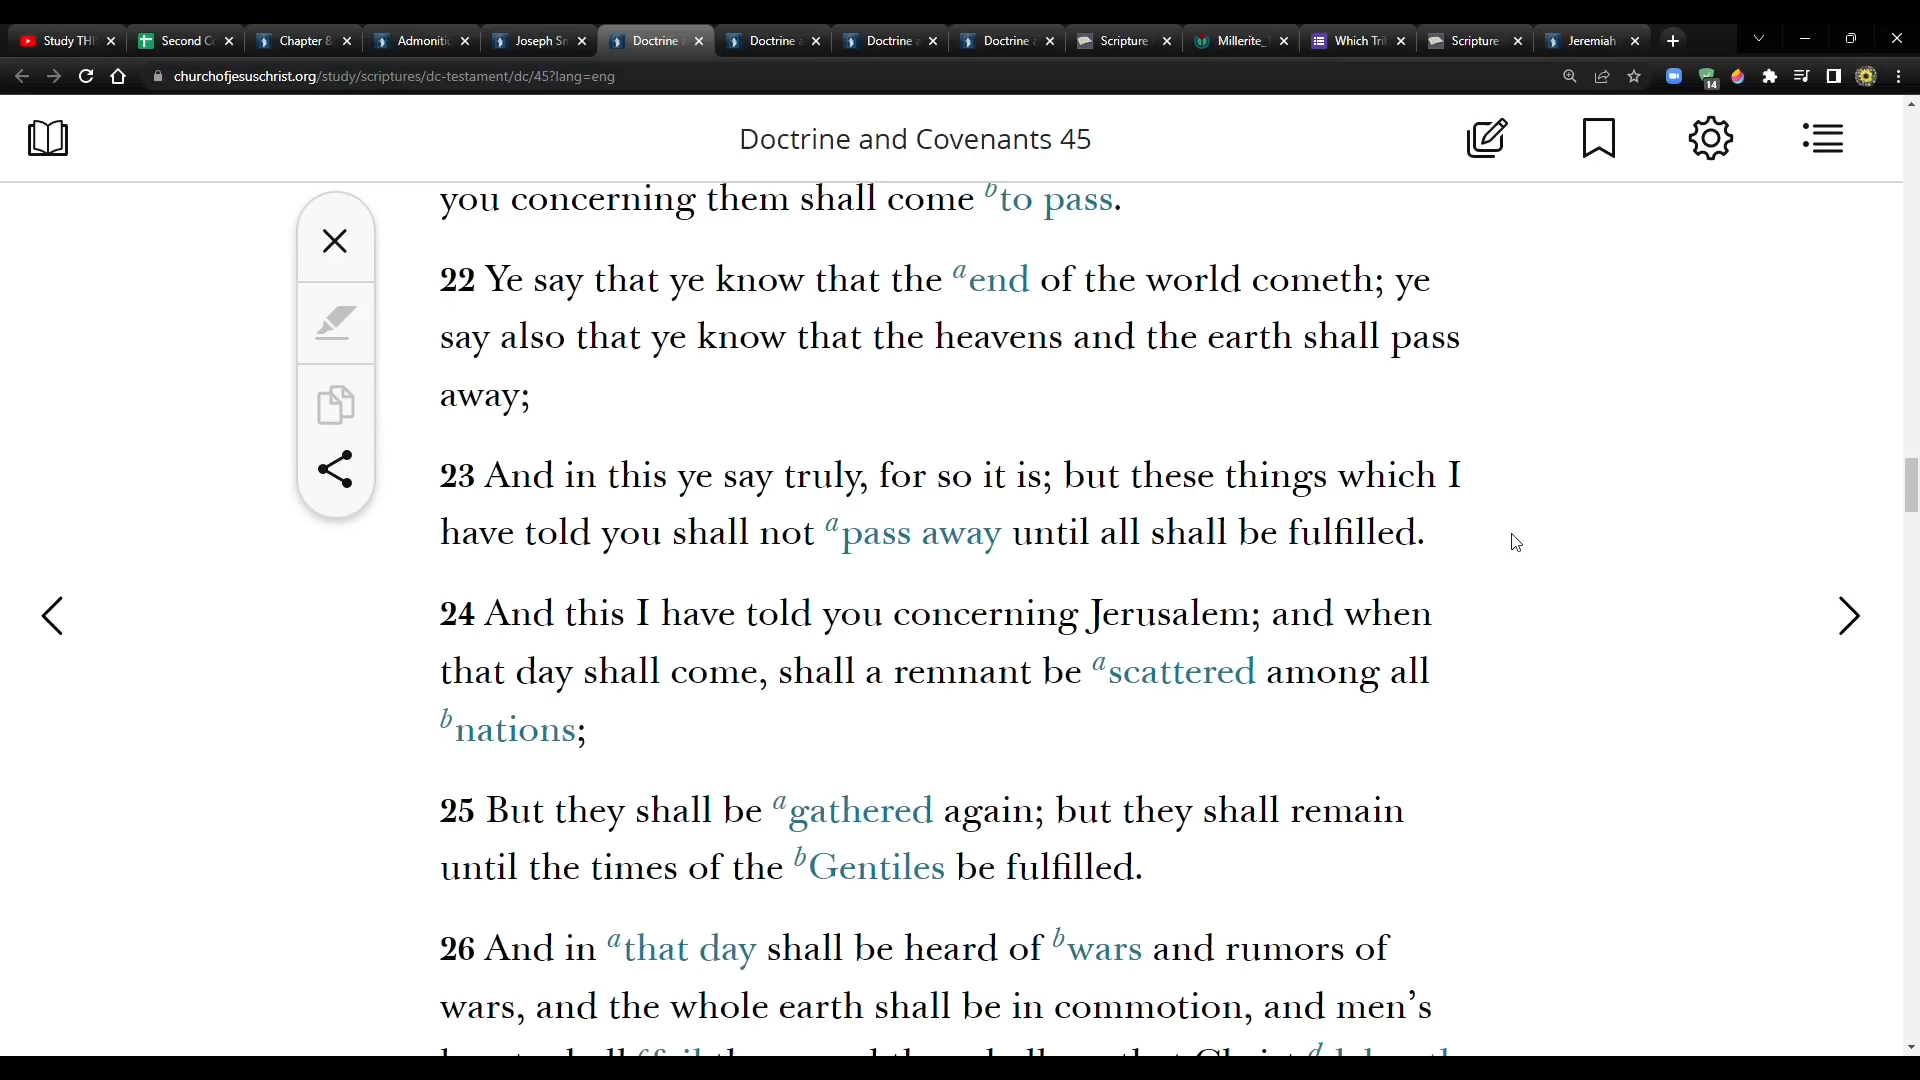 Study TH
Second C
Chapter 8
Admonitic
Joseph Sm
Doctrine
Doctrine a
Doctrine a
Doctrine a
Scripture
Millerite_
Which Tri
Scripture
Jeremiah
churchofjesuschrist.org/study/scriptures/dc-testament/dc/45?lang=eng
14
Doctrine and Covenants 45
you concerning them shall come b to pass.
22 Ye say that ye know that the a end of the world cometh; ye
say also that ye know that the heavens and the earth shall pass
away;
23 And in this ye say truly, for so it is; but these things which I
have told you shall not a pass away until all shall be fulfilled.
24 And this I have told you concerning Jerusalem; and when
that day shall come, shall a remnant be a scattered among all
b nations;
25 But they shall be a gathered again; but they shall remain
until the times of the b Gentiles be fulfilled.
26 And in a that day shall be heard of b wars and rumors of
wars, and the whole earth shall be in commotion, and men’s